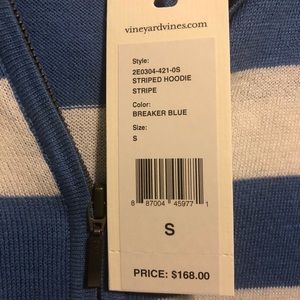 vineyardvines.com
Style:
2E0304-421-0S
STRIPED HOODIE
STRIPE
Color:
BREAKER BLUE
Size:
S
8 87004 45977 1
S
PRICE: $168.00